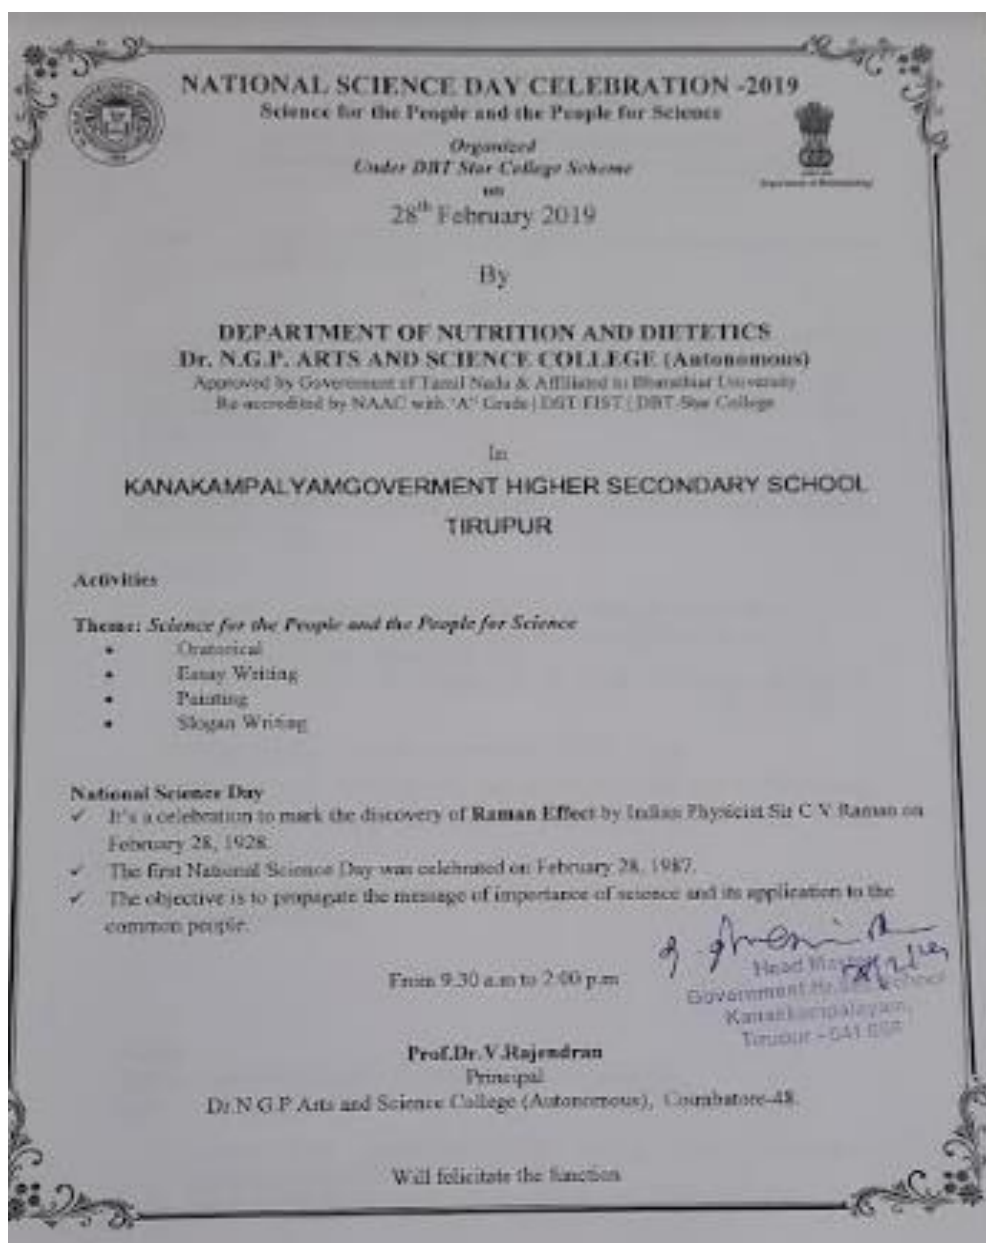 NATIONAL SCIENCE DAY CELEBRATION -2019
Science for the People and the People for Science
Organized
Under DBT Star College Scheme
on
28th February 2019
By
DEPARTMENT OF NUTRITION AND DIETETICS
Dr. N.G.P. ARTS AND SCIENCE COLLEGE (Autonomous)
Approved by Government of Tamil Nadu & Affiliated to Bharathiar University
Re-accredited by NAAC with 'A' Grade | DST FIST | DBT-Star College
In
KANAKAMPALYAMGOVERMENT HIGHER SECONDARY SCHOOL
TIRUPUR
Activities
Theme: Science for the People and the People for Science
• Oratorical
• Essay Writing
• Painting
• Slogan Writing
National Science Day
✓ It's a celebration to mark the discovery of Raman Effect by Indian Physicist Sir C V Raman on
February 28, 1928.
✓ The first National Science Day was celebrated on February 28, 1987.
✓ The objective is to propagate the message of importance of science and its application to the
common people.
From 9.30 a.m to 2:00 p.m
Head
Government Hr.
Kanakkampalayam,
Tirupur - 641
Prof.Dr.V.Rajendran
Principal
Dr.N.G.P. Arts and Science College (Autonomous), Coimbatore-48.
Will felicitate the function